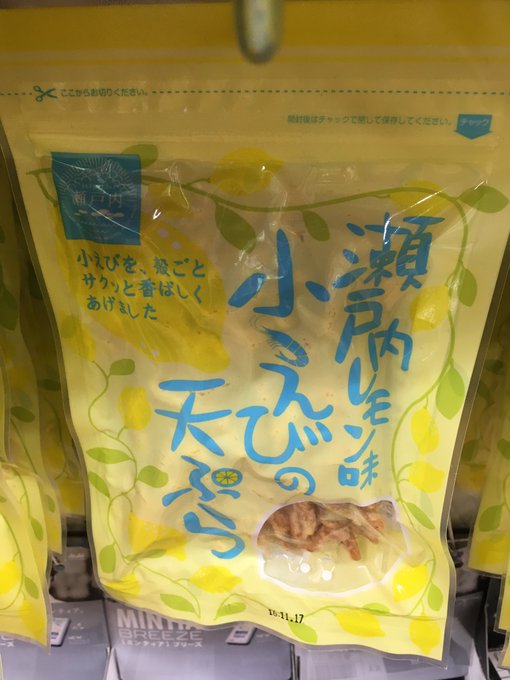 ここからお切りください。
開封後はチャックで閉じて保存してください。
チャック
瀬戸内
小えびを、殻ごと
サクッと香ばしく
あげました
瀬戸内レモン味
小えびの
天ぷら
16.11.17
MINTIA
BREEZE
[ミンティア] ブリーズ